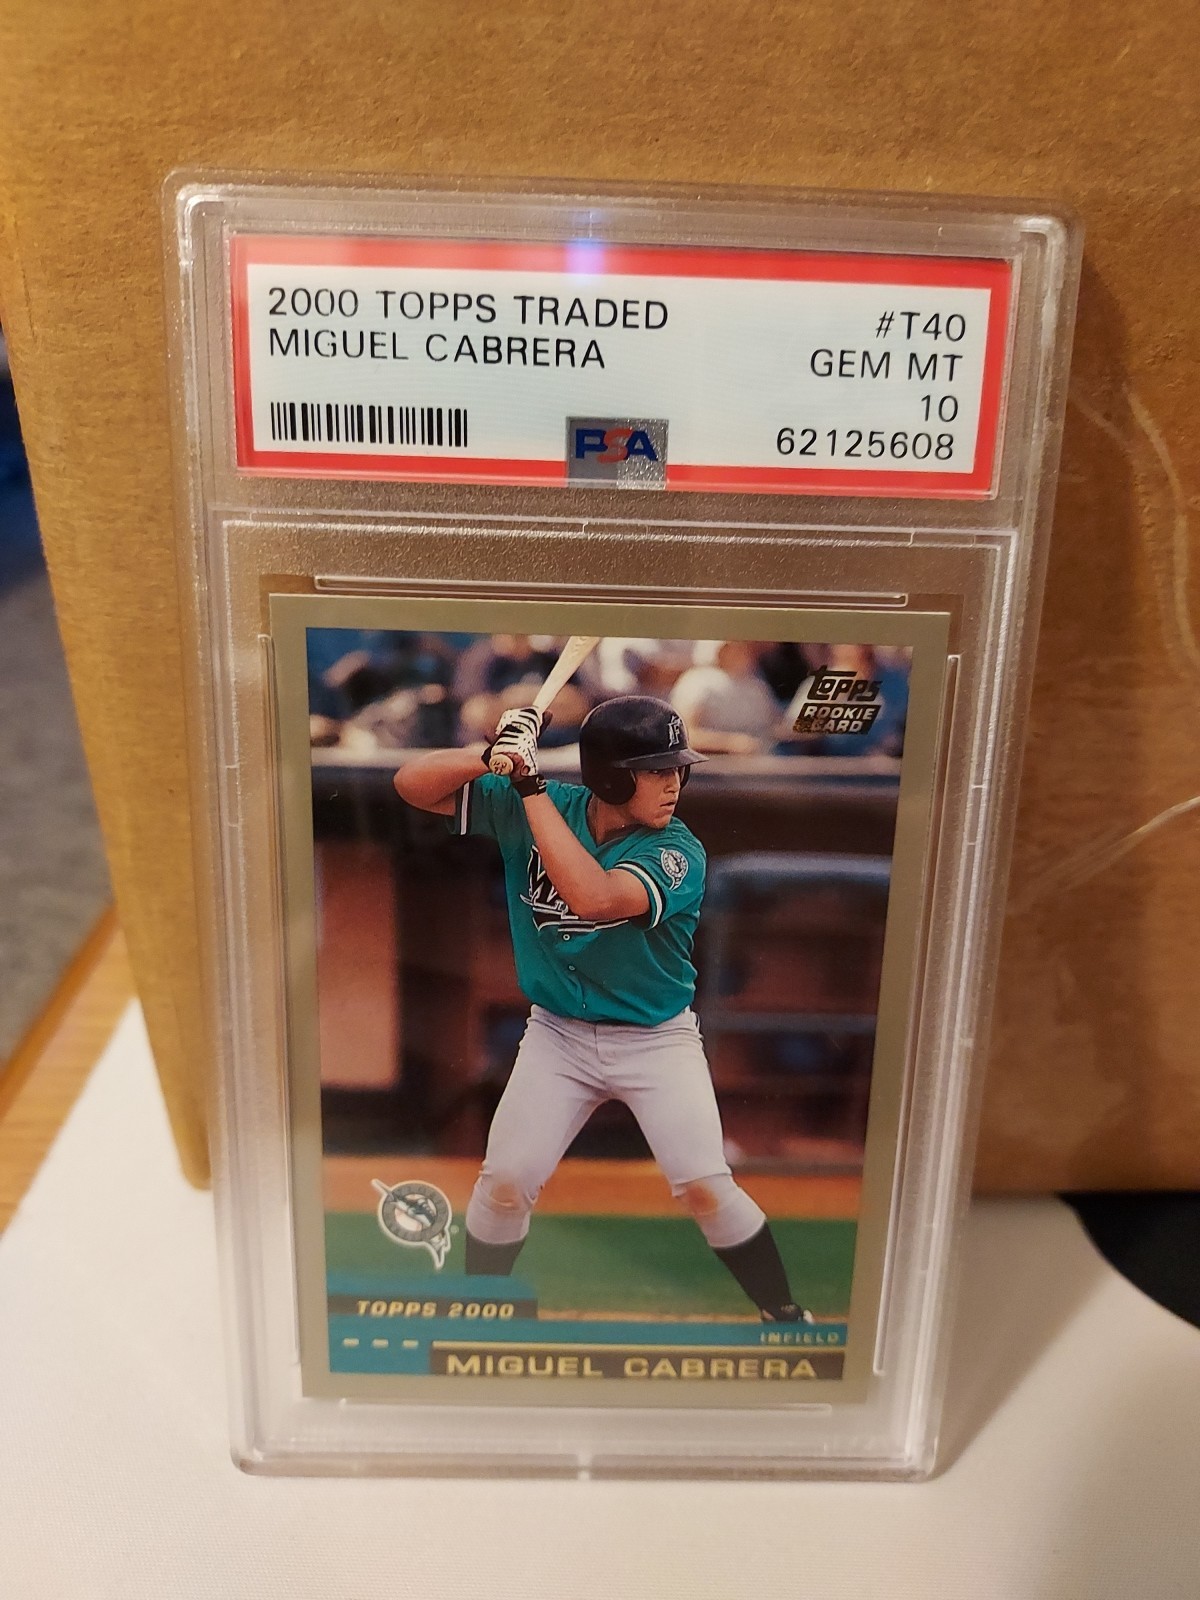 2000 TOPPS TRADED
MIGUEL CABRERA
#T40
GEM MT
10
62125608
PSA
Topps
ROOKIE
CARD
F
TOPPS 2000
INFIELD
MIGUEL CABRERA